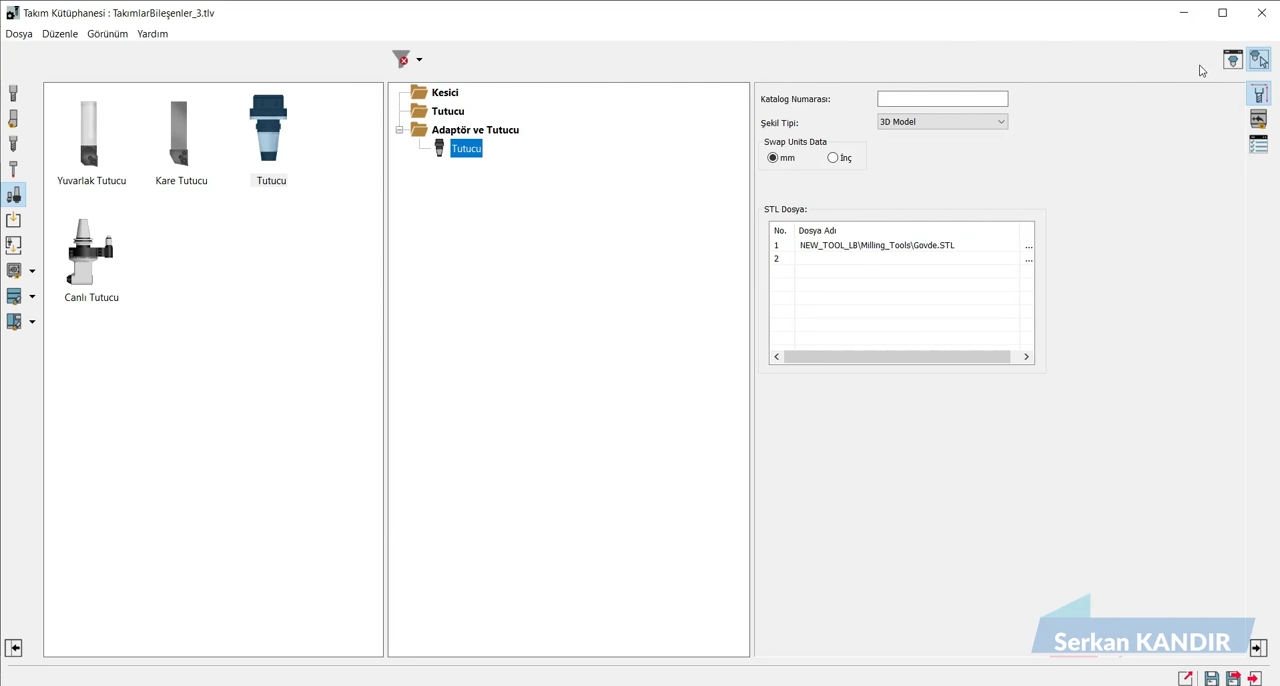 Takım Kütüphanesi : TakımlarBileşenler_3.tlv
Dosya Düzenle Görünüm Yardım
Yuvarlak Tutucu
Kare Tutucu
Tutucu
Canlı Tutucu
Kesici
Tutucu
Adaptör ve Tutucu
Tutucu
Katalog Numarası:
Şekil Tipi: 3D Model
Swap Units Data
mm İnç
STL Dosya:
No. Dosya Adı
1 NEW_TOOL_LB\Milling_Tools\Govde.STL ...
2 ...
Serkan KANDIR